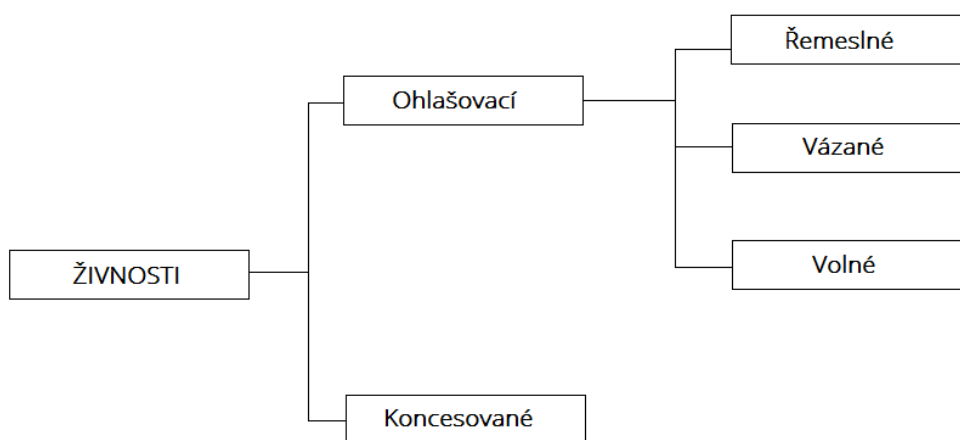 ŽIVNOSTI
Ohlašovací
Řemeslné
Vázané
Volné
Koncesované